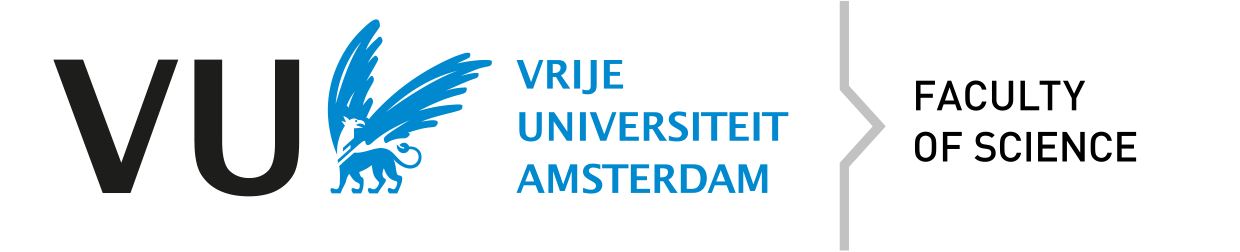 VU
VRIJE
UNIVERSITEIT
AMSTERDAM
FACULTY
OF SCIENCE